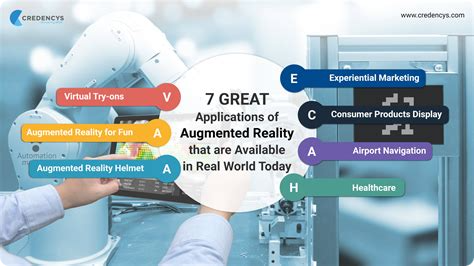 CREDENCYS
www.credencys.com
Virtual Try-ons
V
Augmented Reality for Fun
A
Augmented Reality Helmet
A
7 GREAT
Applications of
Augmented Reality
that are Available
in Real World Today
E
Experiential Marketing
C
Consumer Products Display
A
Airport Navigation
H
Healthcare
Automation